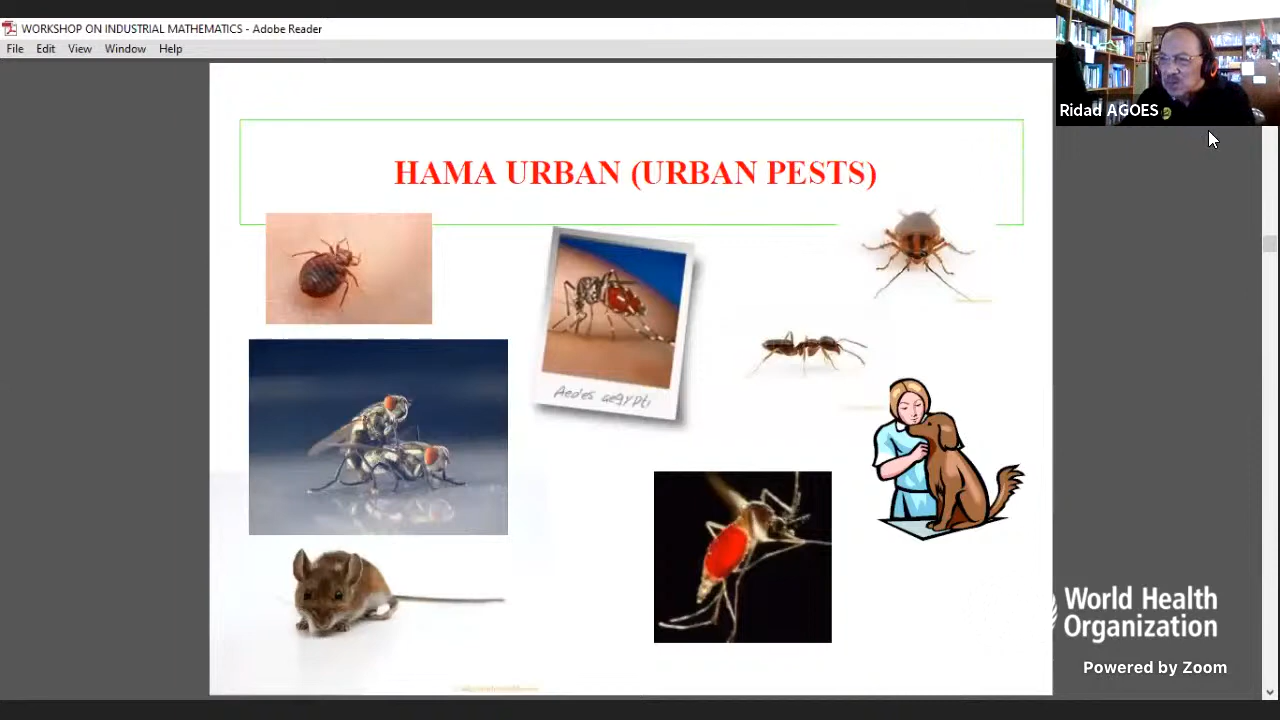 WORKSHOP ON INDUSTRIAL MATHEMATICS - Adobe Reader
File Edit View Window Help
Ridad AGOES
HAMA URBAN (URBAN PESTS)
Aedes aegypti
World Health
Organization
Powered by Zoom